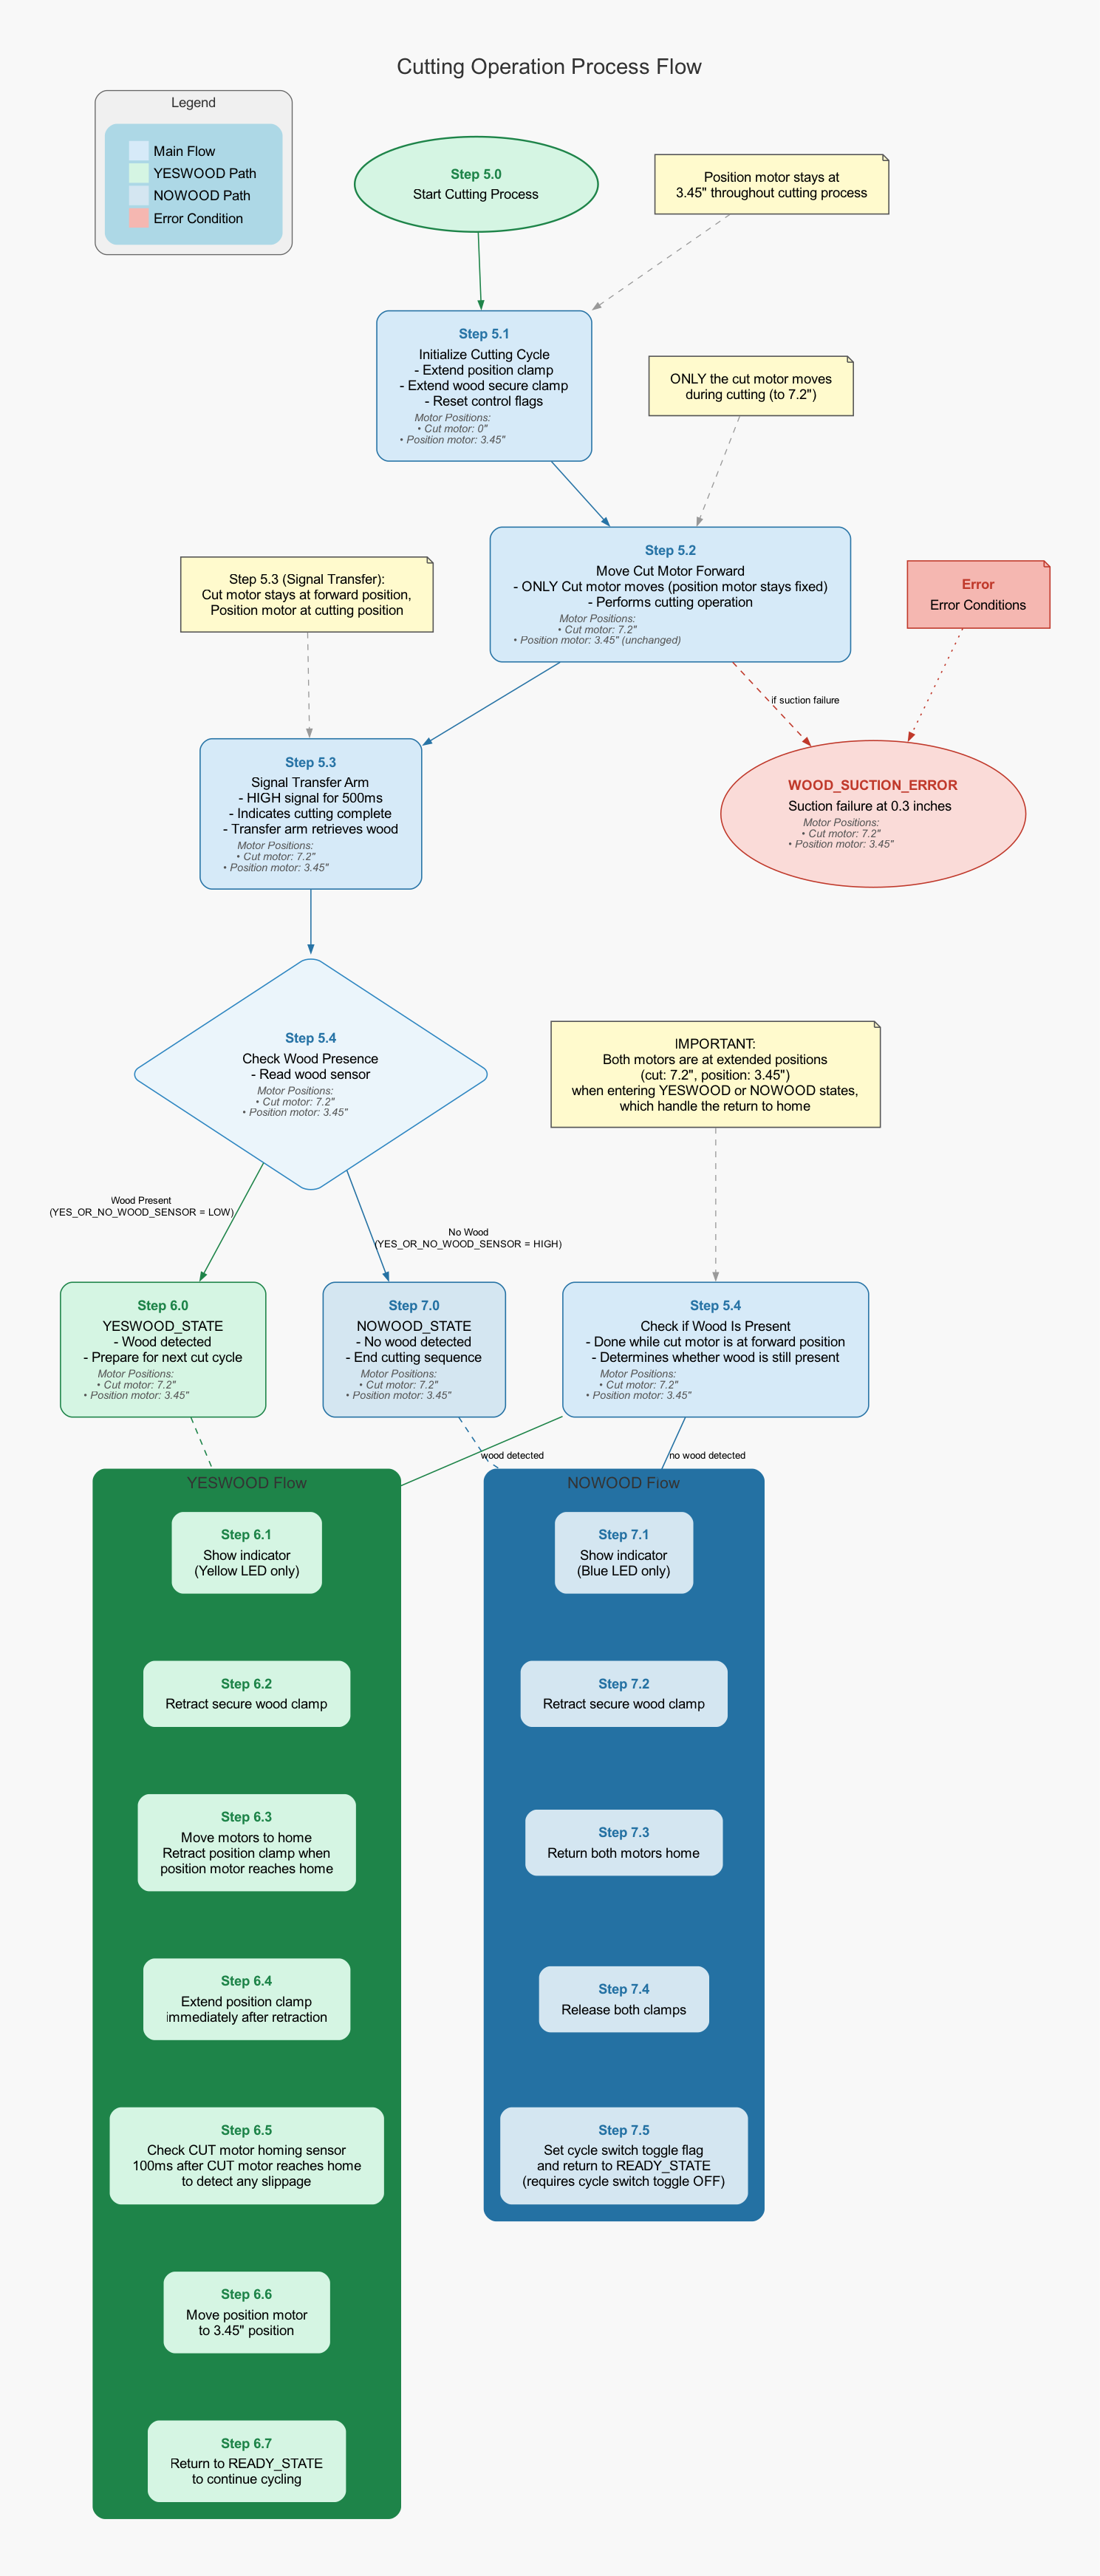 Cutting Operation Process Flow
Legend
Main Flow
YESWOOD Path
NOWOOD Path
Error Condition
Step 5.0
Start Cutting Process
Position motor stays at
3.45" throughout cutting process
Step 5.1
Initialize Cutting Cycle
- Extend position clamp
- Extend wood secure clamp
- Reset control flags
Motor Positions:
• Cut motor: 0"
• Position motor: 3.45"
ONLY the cut motor moves
during cutting (to 7.2")
Step 5.2
Move Cut Motor Forward
- ONLY Cut motor moves (position motor stays fixed)
- Performs cutting operation
Motor Positions:
• Cut motor: 7.2"
• Position motor: 3.45" (unchanged)
Step 5.3 (Signal Transfer):
Cut motor stays at forward position,
Position motor at cutting position
Error
Error Conditions
if suction failure
Step 5.3
Signal Transfer Arm
- HIGH signal for 500ms
- Indicates cutting complete
- Transfer arm retrieves wood
Motor Positions:
• Cut motor: 7.2"
• Position motor: 3.45"
WOOD_SUCTION_ERROR
Suction failure at 0.3 inches
Motor Positions:
• Cut motor: 7.2"
• Position motor: 3.45"
Step 5.4
Check Wood Presence
- Read wood sensor
Motor Positions:
• Cut motor: 7.2"
• Position motor: 3.45"
IMPORTANT:
Both motors are at extended positions
(cut: 7.2", position: 3.45")
when entering YESWOOD or NOWOOD states,
which handle the return to home
Wood Present
(YES_OR_NO_WOOD_SENSOR = LOW)
No Wood
(YES_OR_NO_WOOD_SENSOR = HIGH)
Step 6.0
YESWOOD_STATE
- Wood detected
- Prepare for next cut cycle
Motor Positions:
• Cut motor: 7.2"
• Position motor: 3.45"
Step 7.0
NOWOOD_STATE
- No wood detected
- End cutting sequence
Motor Positions:
• Cut motor: 7.2"
• Position motor: 3.45"
Step 5.4
Check if Wood Is Present
- Done while cut motor is at forward position
- Determines whether wood is still present
Motor Positions:
• Cut motor: 7.2"
• Position motor: 3.45"
wood detected
no wood detected
YESWOOD Flow
Step 6.1
Show indicator
(Yellow LED only)
Step 6.2
Retract secure wood clamp
Step 6.3
Move motors to home
Retract position clamp when
position motor reaches home
Step 6.4
Extend position clamp
immediately after retraction
Step 6.5
Check CUT motor homing sensor
100ms after CUT motor reaches home
to detect any slippage
Step 6.6
Move position motor
to 3.45" position
Step 6.7
Return to READY_STATE
to continue cycling
NOWOOD Flow
Step 7.1
Show indicator
(Blue LED only)
Step 7.2
Retract secure wood clamp
Step 7.3
Return both motors home
Step 7.4
Release both clamps
Step 7.5
Set cycle switch toggle flag
and return to READY_STATE
(requires cycle switch toggle OFF)